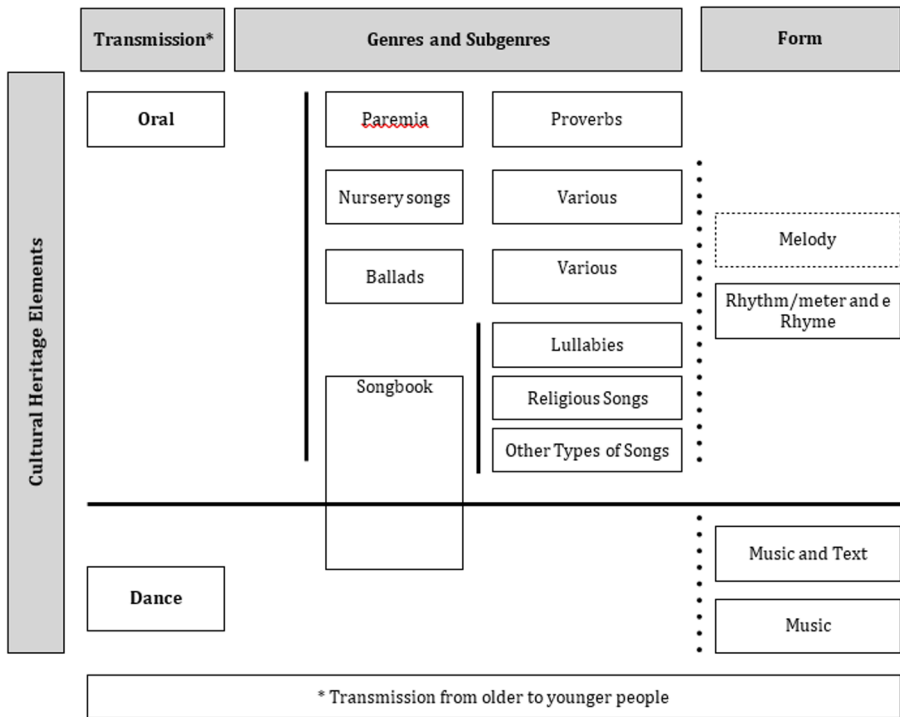 Transmission*
Genres and Subgenres
Form
Cultural Heritage Elements
Oral
Paremia
Proverbs
Nursery songs
Various
Melody
Ballads
Various
Rhythm/meter and e
Rhyme
Lullabies
Songbook
Religious Songs
Other Types of Songs
Music and Text
Dance
Music
* Transmission from older to younger people